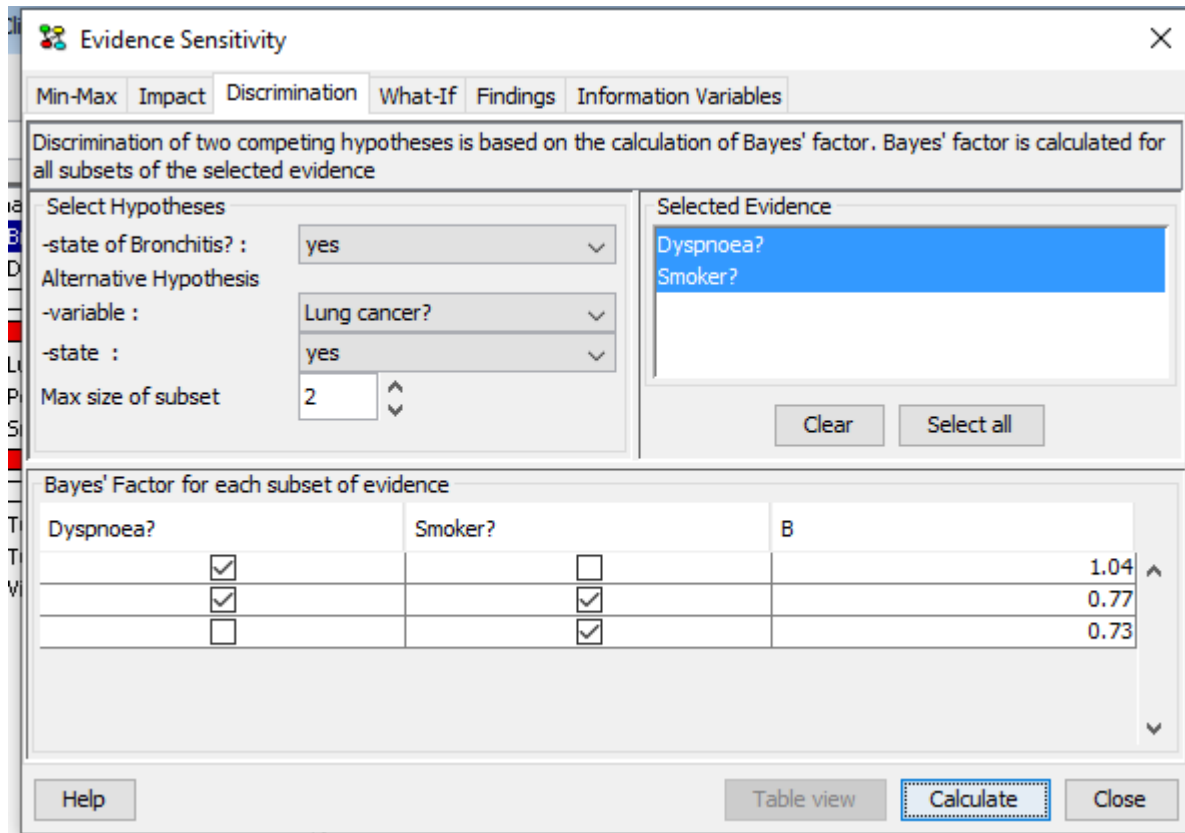 Evidence Sensitivity
Min-Max Impact Discrimination What-If Findings Information Variables
Discrimination of two competing hypotheses is based on the calculation of Bayes' factor. Bayes' factor is calculated for
all subsets of the selected evidence
Select Hypotheses
-state of Bronchitis? : yes
Alternative Hypothesis
-variable : Lung cancer?
-state : yes
Max size of subset 2
Selected Evidence
Dyspnoea?
Smoker?
Clear Select all
Bayes' Factor for each subset of evidence
Dyspnoea? Smoker? B
1.04
0.77
0.73
Help Table view Calculate Close